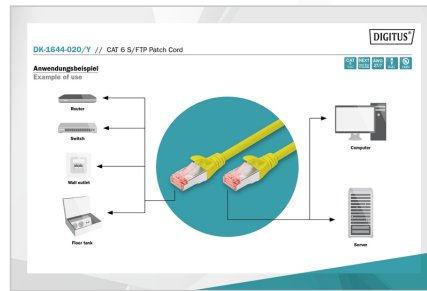 DIGITUS®
DK-1644-020/Y // CAT 6 S/FTP Patch Cord
Anwendungsbeispiel
Example of use
CAT
Router
Switch
Wall outlet
Floor tank
Computer
Server